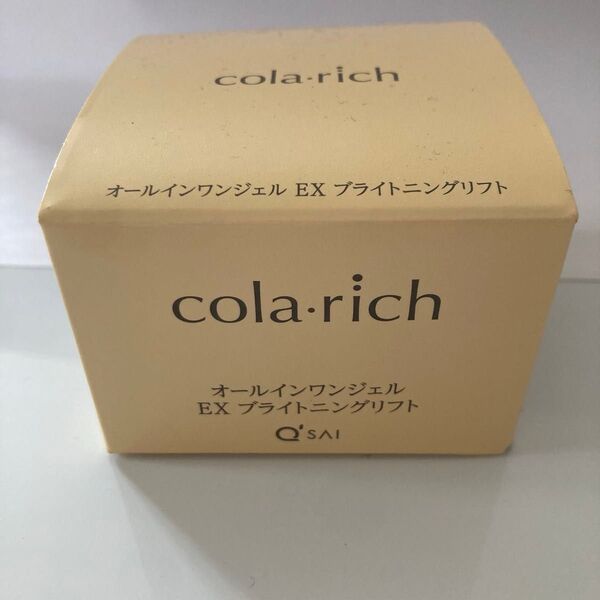 cola·rich
オールインワンジェル EX ブライトニングリフト
cola·rich
オールインワンジェル
EX ブライトニングリフト
Q'SAI